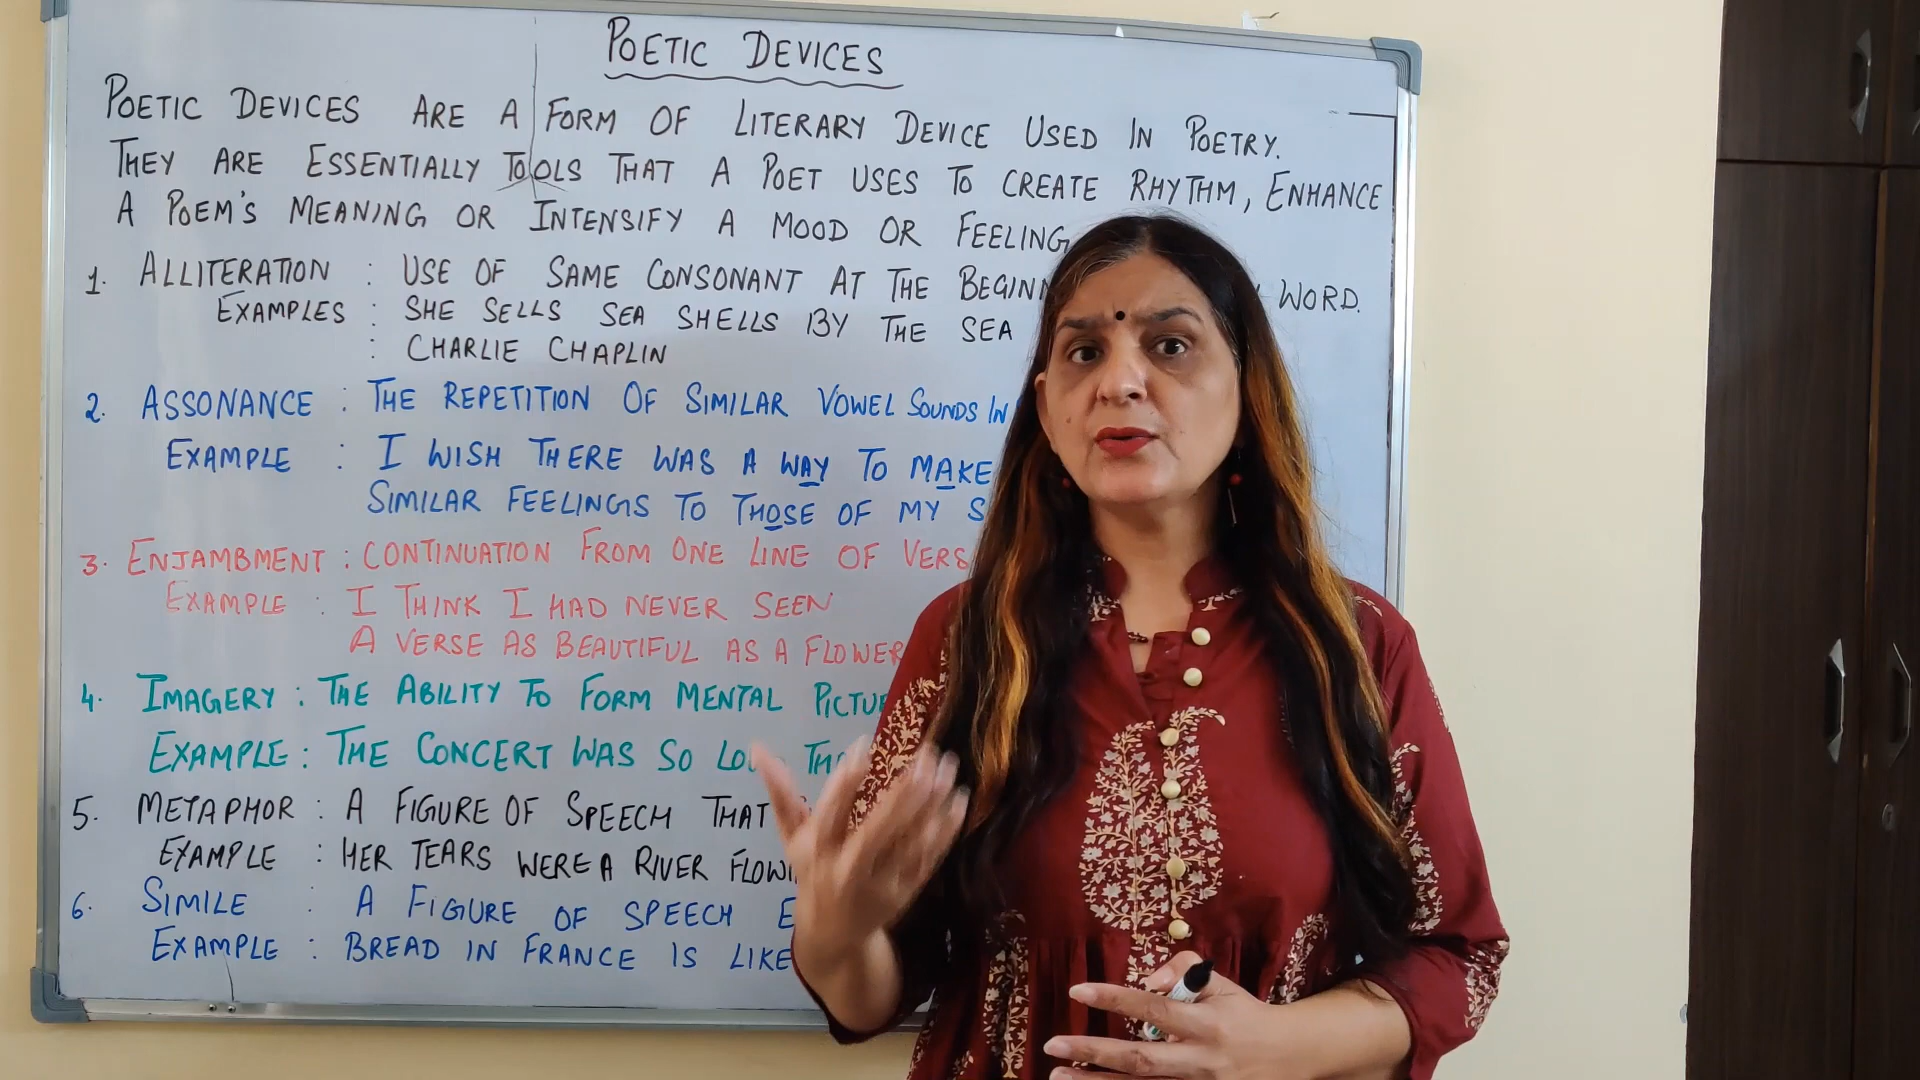 POETIC DEVICES
POETIC DEVICES ARE A FORM OF LITERARY DEVICE USED IN POETRY.
THEY ARE ESSENTIALLY TOOLS THAT A POET USES TO CREATE RHYTHM, ENHANCE
A POEM'S MEANING OR INTENSIFY A MOOD OR FEELING
1. ALLITERATION : USE OF SAME CONSONANT AT THE WORD.
EXAMPLES : SHE SELLS SEA SHELLS BY THE SEA
: CHARLIE CHAPLIN
2. ASSONANCE : THE REPETITION OF SIMILAR VOWEL SOUNDS IN
EXAMPLE : I WISH THERE WAS A WAY TO MAKE
SIMILAR FEELINGS TO THOSE OF MY
3. ENJAMBMENT : CONTINUATION FROM ONE LINE OF
EXAMPLE : I THINK I HAD NEVER SEEN
A VERSE AS BEAUTIFUL AS A FLOWER
4. IMAGERY : THE ABILITY TO FORM MENTAL
EXAMPLE : THE CONCERT WAS SO
5. METAPHOR : A FIGURE OF SPEECH THAT
EXAMPLE : HER TEARS WERE A RIVER
6. SIMILE : A FIGURE OF SPEECH
EXAMPLE : BREAD IN FRANCE IS LIKE